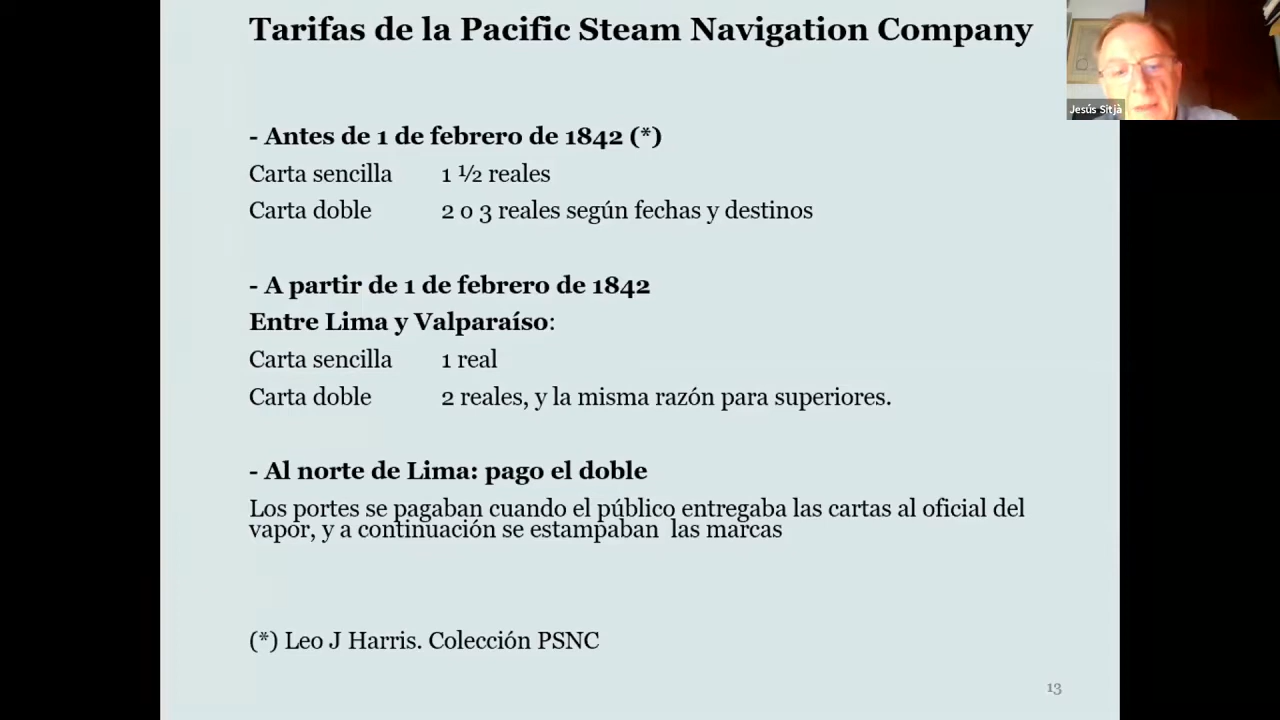 Tarifas de la Pacific Steam Navigation Company
Jesús Sitjà
- Antes de 1 de febrero de 1842 (*)
Carta sencilla 1 ½ reales
Carta doble 2 o 3 reales según fechas y destinos
- A partir de 1 de febrero de 1842
Entre Lima y Valparaíso:
Carta sencilla 1 real
Carta doble 2 reales, y la misma razón para superiores.
- Al norte de Lima: pago el doble
Los portes se pagaban cuando el público entregaba las cartas al oficial del
vapor, y a continuación se estampaban las marcas
(*) Leo J Harris. Colección PSNC
13